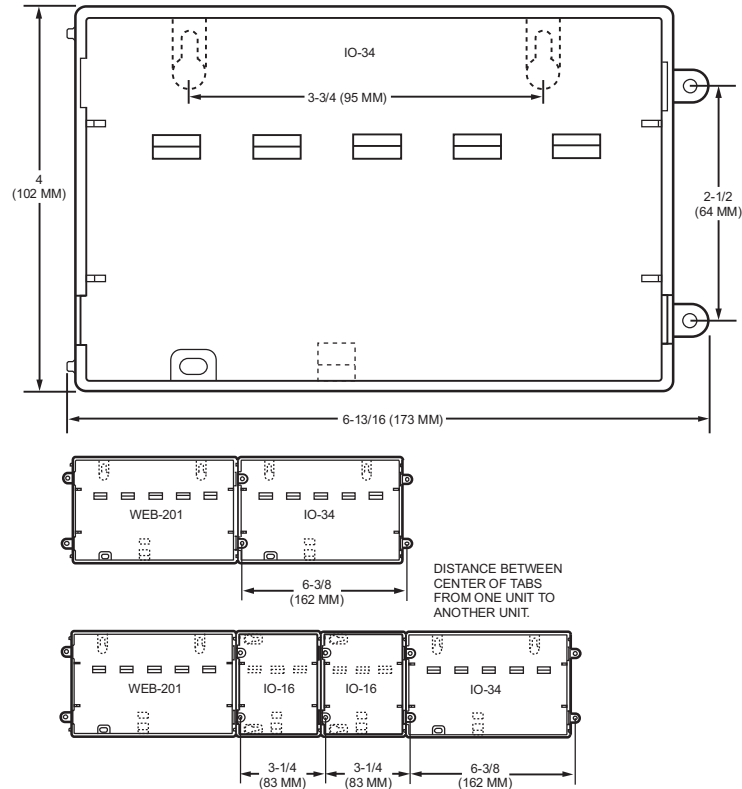 IO-34
3-3/4 (95 MM)
4
(102 MM)
2-1/2
(64 MM)
6-13/16 (173 MM)
WEB-201
IO-34
6-3/8
(162 MM)
DISTANCE BETWEEN
CENTER OF TABS
FROM ONE UNIT TO
ANOTHER UNIT.
WEB-201
IO-16
IO-16
IO-34
3-1/4
(83 MM)
3-1/4
(83 MM)
6-3/8
(162 MM)